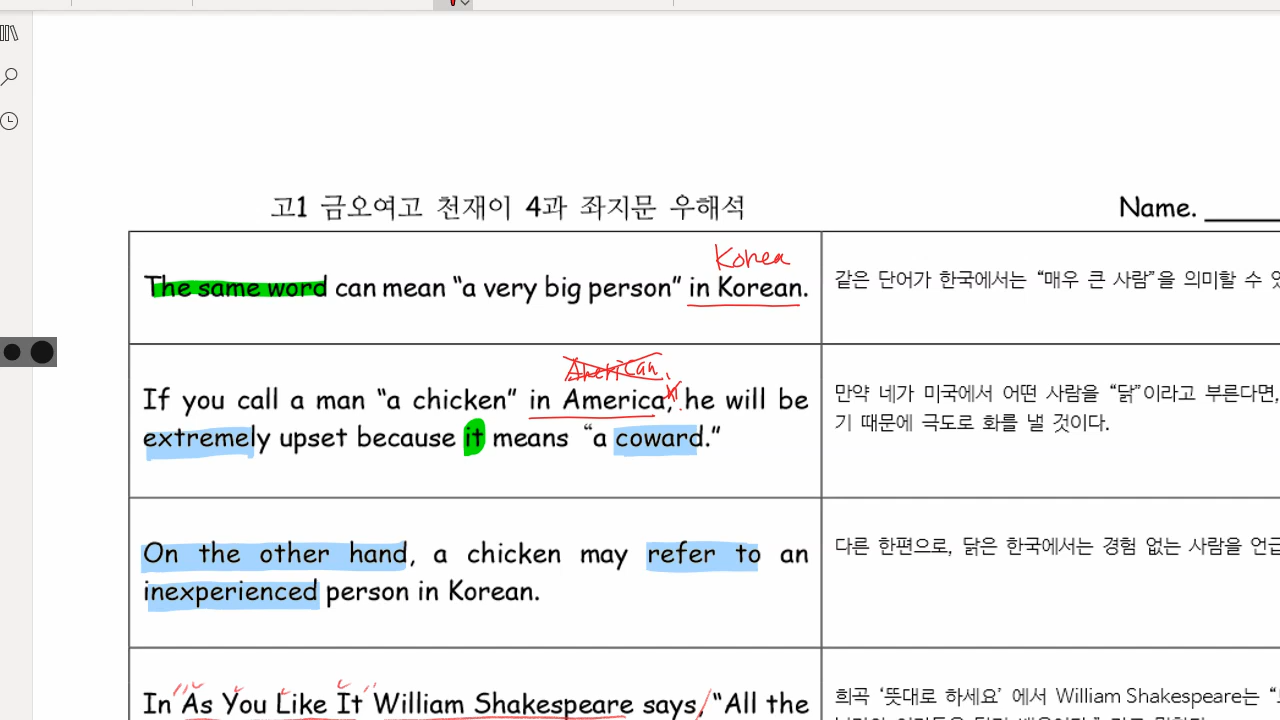 고1 금오여고 천재이 4과 좌지문 우해석
Name.
Korea
The same word can mean “a very big person” in Korean.
같은 단어가 한국에서는 “매우 큰 사람”을 의미할 수
American
If you call a man “a chicken” in America, he will be
extremely upset because it means “a coward.”
만약 네가 미국에서 어떤 사람을 “닭”이라고 부른다면,
기 때문에 극도로 화를 낼 것이다.
On the other hand, a chicken may refer to an
inexperienced person in Korean.
다른 한편으로, 닭은 한국에서는 경험 없는 사람을 언급
In As You Like It William Shakespeare says, “All the
희곡 ‘뜻대로 하세요’ 에서 William Shakespeare는